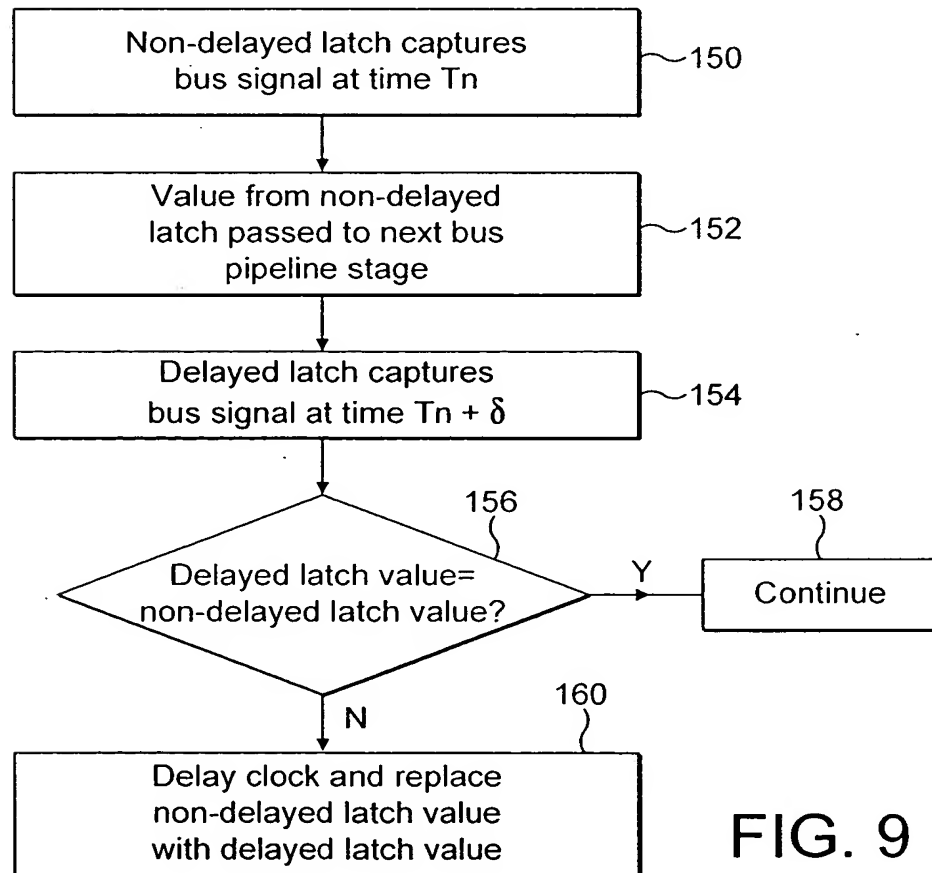 Non-delayed latch captures
bus signal at time Tn
150
Value from non-delayed
latch passed to next bus
pipeline stage
152
Delayed latch captures
bus signal at time Tn + δ
154
156
Delayed latch value=
non-delayed latch value?
Y
158
Continue
N
160
Delay clock and replace
non-delayed latch value
with delayed latch value
FIG. 9